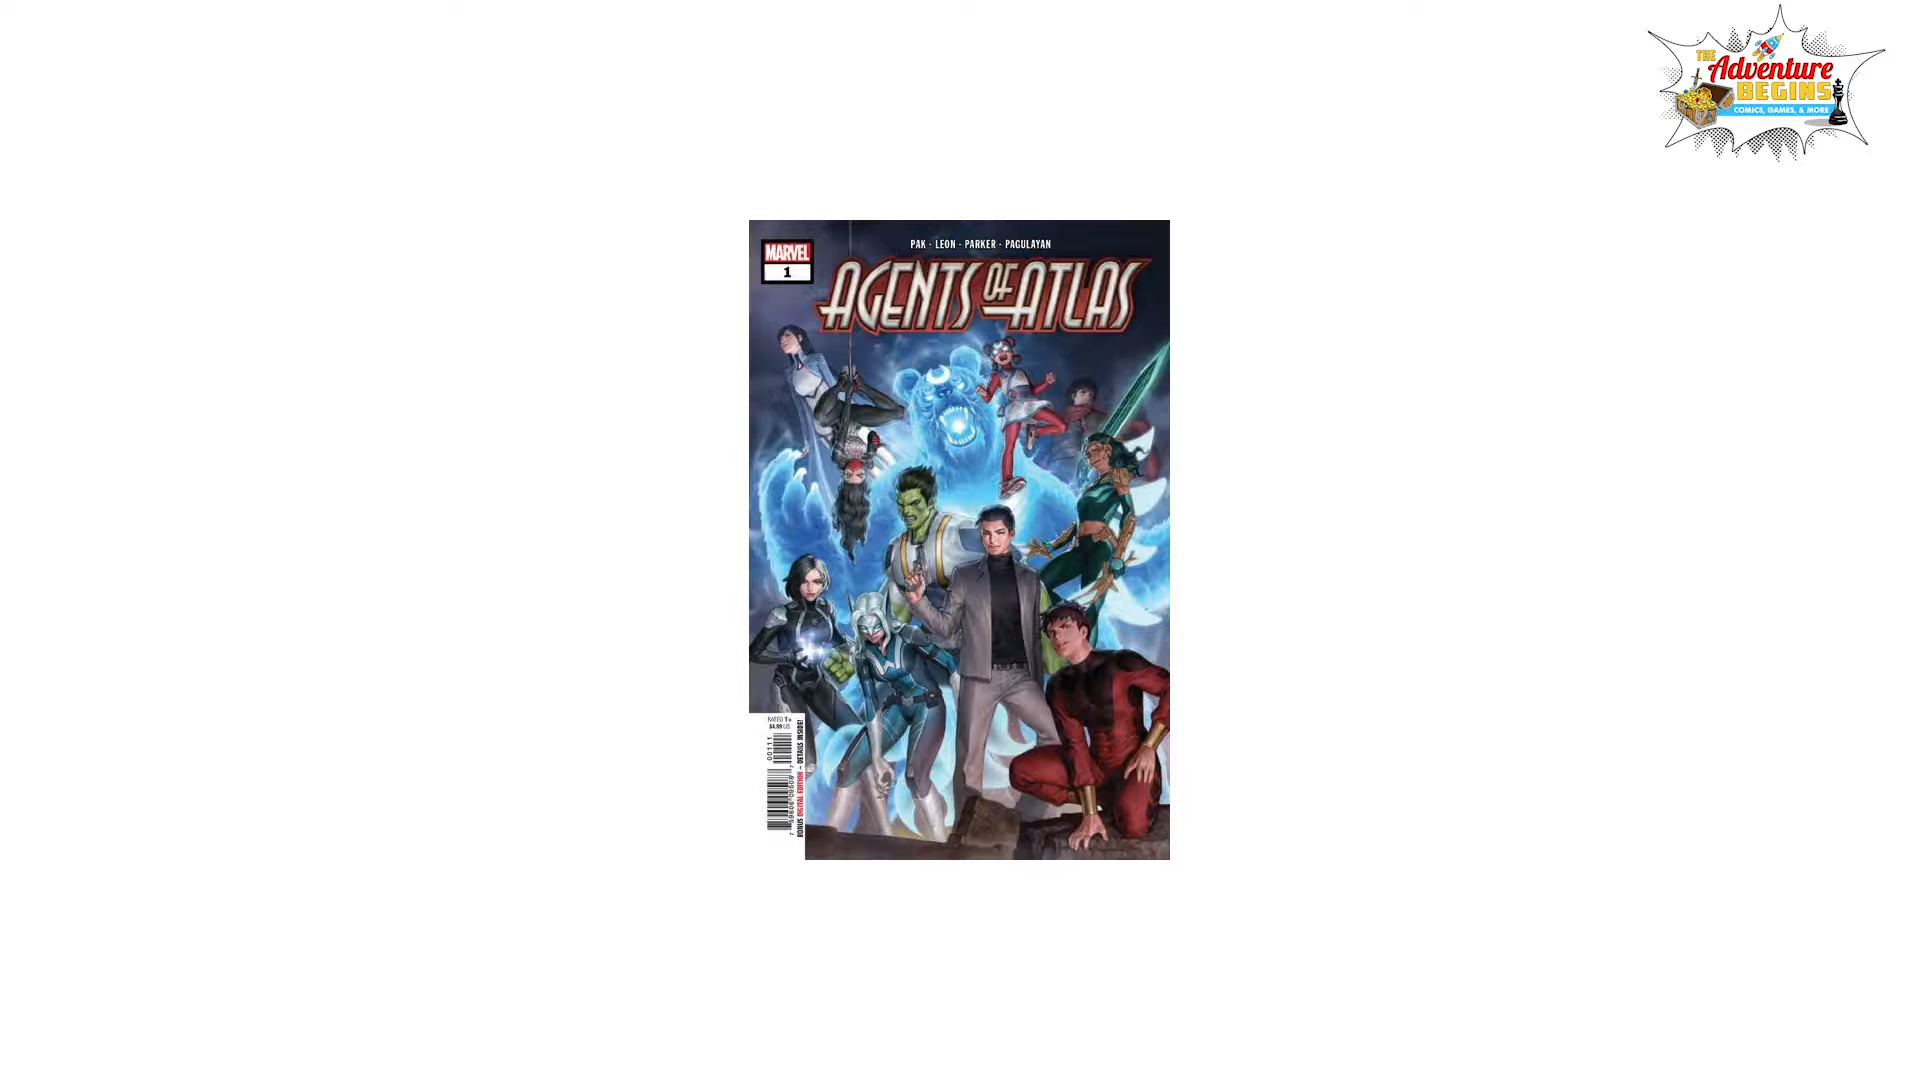 THE
Adventure
BEGINS
COMICS, GAMES, & MORE
PAK · LEON · PARKER · PAGULAYAN
MARVEL
1
AGENTS OF ATLAS
RATED T+
$4.99 US
00111
BONUS DIGITAL EDITION – DETAILS INSIDE!